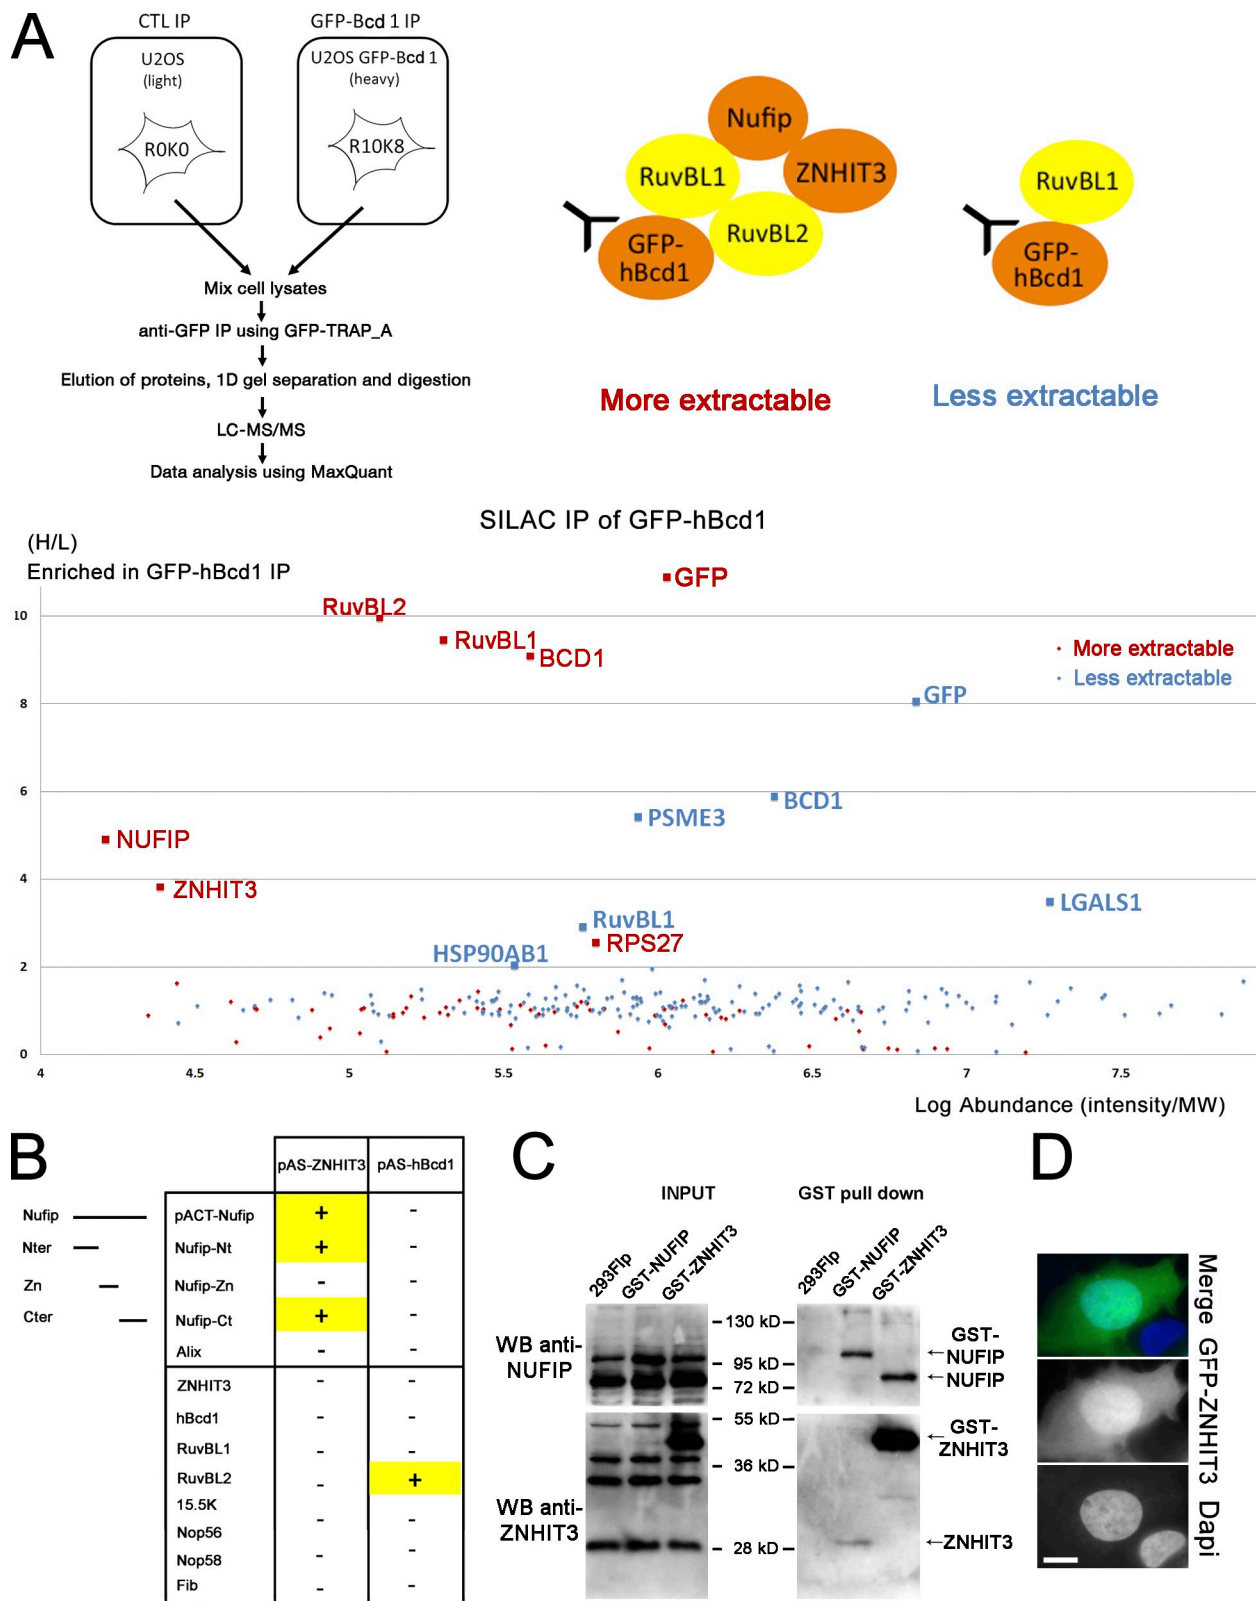 A
CTL IP
GFP-Bcd 1 IP
U2OS
(light)
R0K0
U2OS GFP-Bcd 1
(heavy)
R10K8
Mix cell lysates
anti-GFP IP using GFP-TRAP_A
Elution of proteins, 1D gel separation and digestion
LC-MS/MS
Data analysis using MaxQuant
Nufip
RuvBL1
ZNHIT3
RuvBL2
GFP-
hBcd1
More extractable
RuvBL1
GFP-
hBcd1
Less extractable
SILAC IP of GFP-hBcd1
(H/L)
Enriched in GFP-hBcd1 IP
10
8
6
4
2
0
GFP
RuvBL2
RuvBL1
BCD1
More extractable
Less extractable
GFP
BCD1
PSME3
NUFIP
ZNHIT3
LGALS1
RuvBL1
RPS27
HSP90AB1
4
4.5
5
5.5
6
6.5
7
7.5
Log Abundance (intensity/MW)
B
pAS-ZNHIT3 pAS-hBcd1
Nufip pACT-Nufip + -
Nter Nufip-Nt + -
Zn Nufip-Zn - -
Cter Nufip-Ct + -
Alix - -
ZNHIT3 - -
hBcd1 - -
RuvBL1 - -
RuvBL2 - +
15.5K - -
Nop56 - -
Nop58 - -
Fib - -
C
INPUT
GST pull down
293Flp
GST-NUFIP
GST-ZNHIT3
293Flp
GST-NUFIP
GST-ZNHIT3
WB anti-
NUFIP
130 kD
95 kD
72 kD
GST-
NUFIP
NUFIP
WB anti-
ZNHIT3
55 kD
36 kD
28 kD
GST-
ZNHIT3
ZNHIT3
D
Merge GFP-ZNHIT3 Dapi